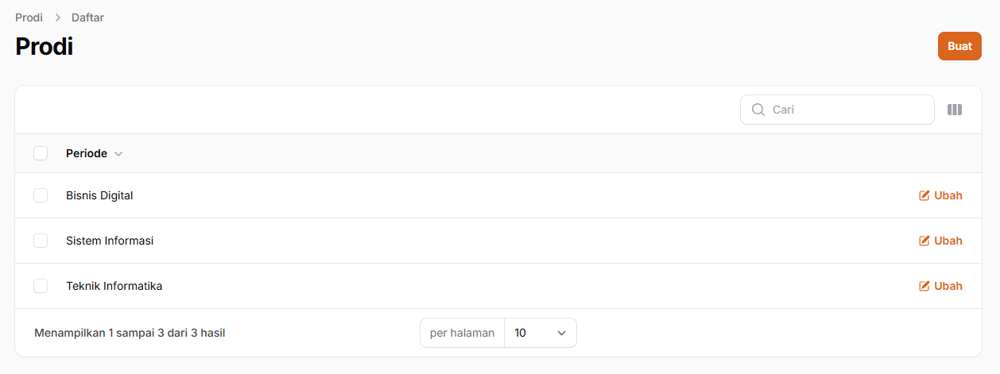 Prodi > Daftar
Prodi
Buat
Cari
Periode
Bisnis Digital Ubah
Sistem Informasi Ubah
Teknik Informatika Ubah
Menampilkan 1 sampai 3 dari 3 hasil per halaman 10